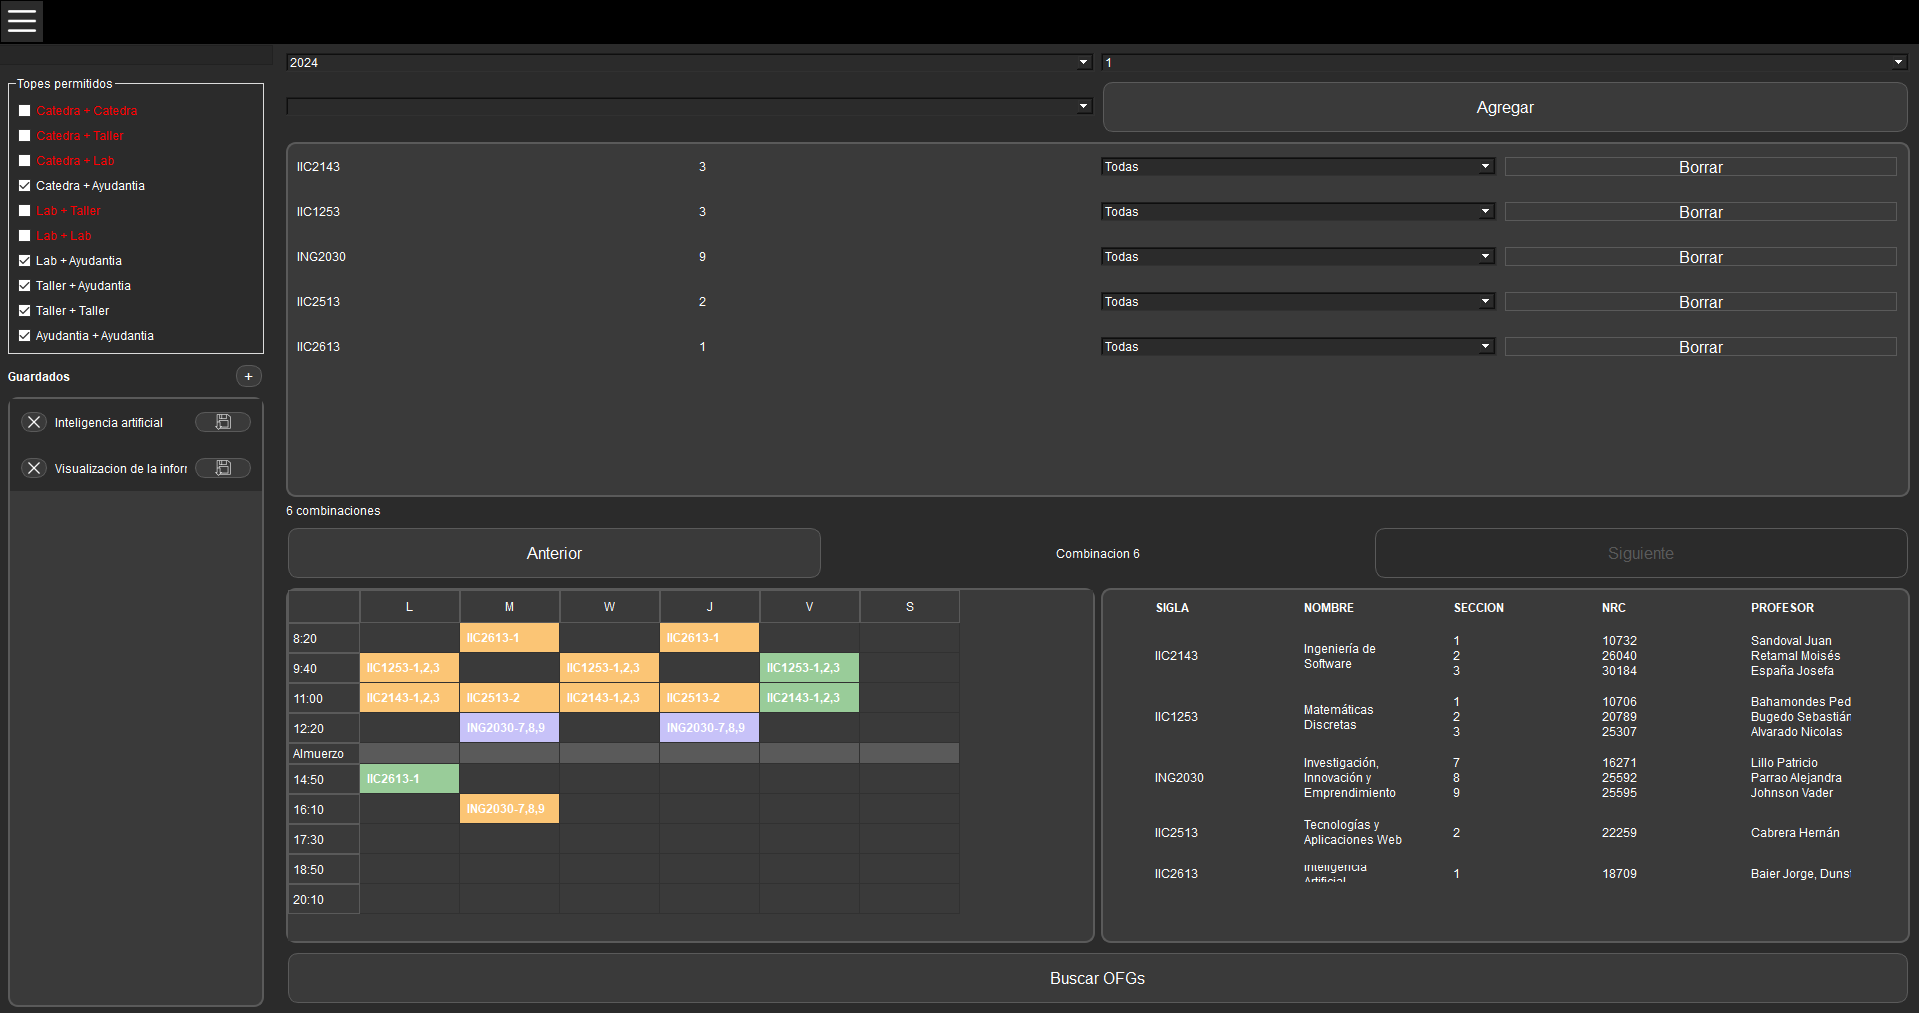 2024
1
Topes permitidos
Catedra + Catedra
Catedra + Taller
Catedra + Lab
Catedra + Ayudantia
Lab + Taller
Lab + Lab
Lab + Ayudantia
Taller + Ayudantia
Taller + Taller
Ayudantia + Ayudantia
Guardados
+
Inteligencia artificial
Visualizacion de la infor
Agregar
IIC2143 3 Todas Borrar
IIC1253 3 Todas Borrar
ING2030 9 Todas Borrar
IIC2513 2 Todas Borrar
IIC2613 1 Todas Borrar
6 combinaciones
Anterior
Combinacion 6
Siguiente
L M W J V S
8:20 IIC2613-1 IIC2613-1
9:40 IIC1253-1,2,3 IIC1253-1,2,3 IIC1253-1,2,3
11:00 IIC2143-1,2,3 IIC2513-2 IIC2143-1,2,3 IIC2513-2 IIC2143-1,2,3
12:20 ING2030-7,8,9 ING2030-7,8,9
Almuerzo
14:50 IIC2613-1
16:10 ING2030-7,8,9
17:30
18:50
20:10
SIGLA NOMBRE SECCION NRC PROFESOR
IIC2143
Ingeniería de
Software
1 10732 Sandoval Juan
2 26040 Retamal Moisés
3 30184 España Josefa
IIC1253
Matemáticas
Discretas
1 10706 Bahamondes Ped
2 20789 Bugedo Sebastián
3 25307 Alvarado Nicolas
ING2030
Investigación,
Innovación y
Emprendimiento
7 16271 Lillo Patricio
8 25592 Parrao Alejandra
9 25595 Johnson Vader
IIC2513
Tecnologías y
Aplicaciones Web
2 22259 Cabrera Hernán
IIC2613
Inteligencia
Artificial
1 18709 Baier Jorge, Duns
Buscar OFGs